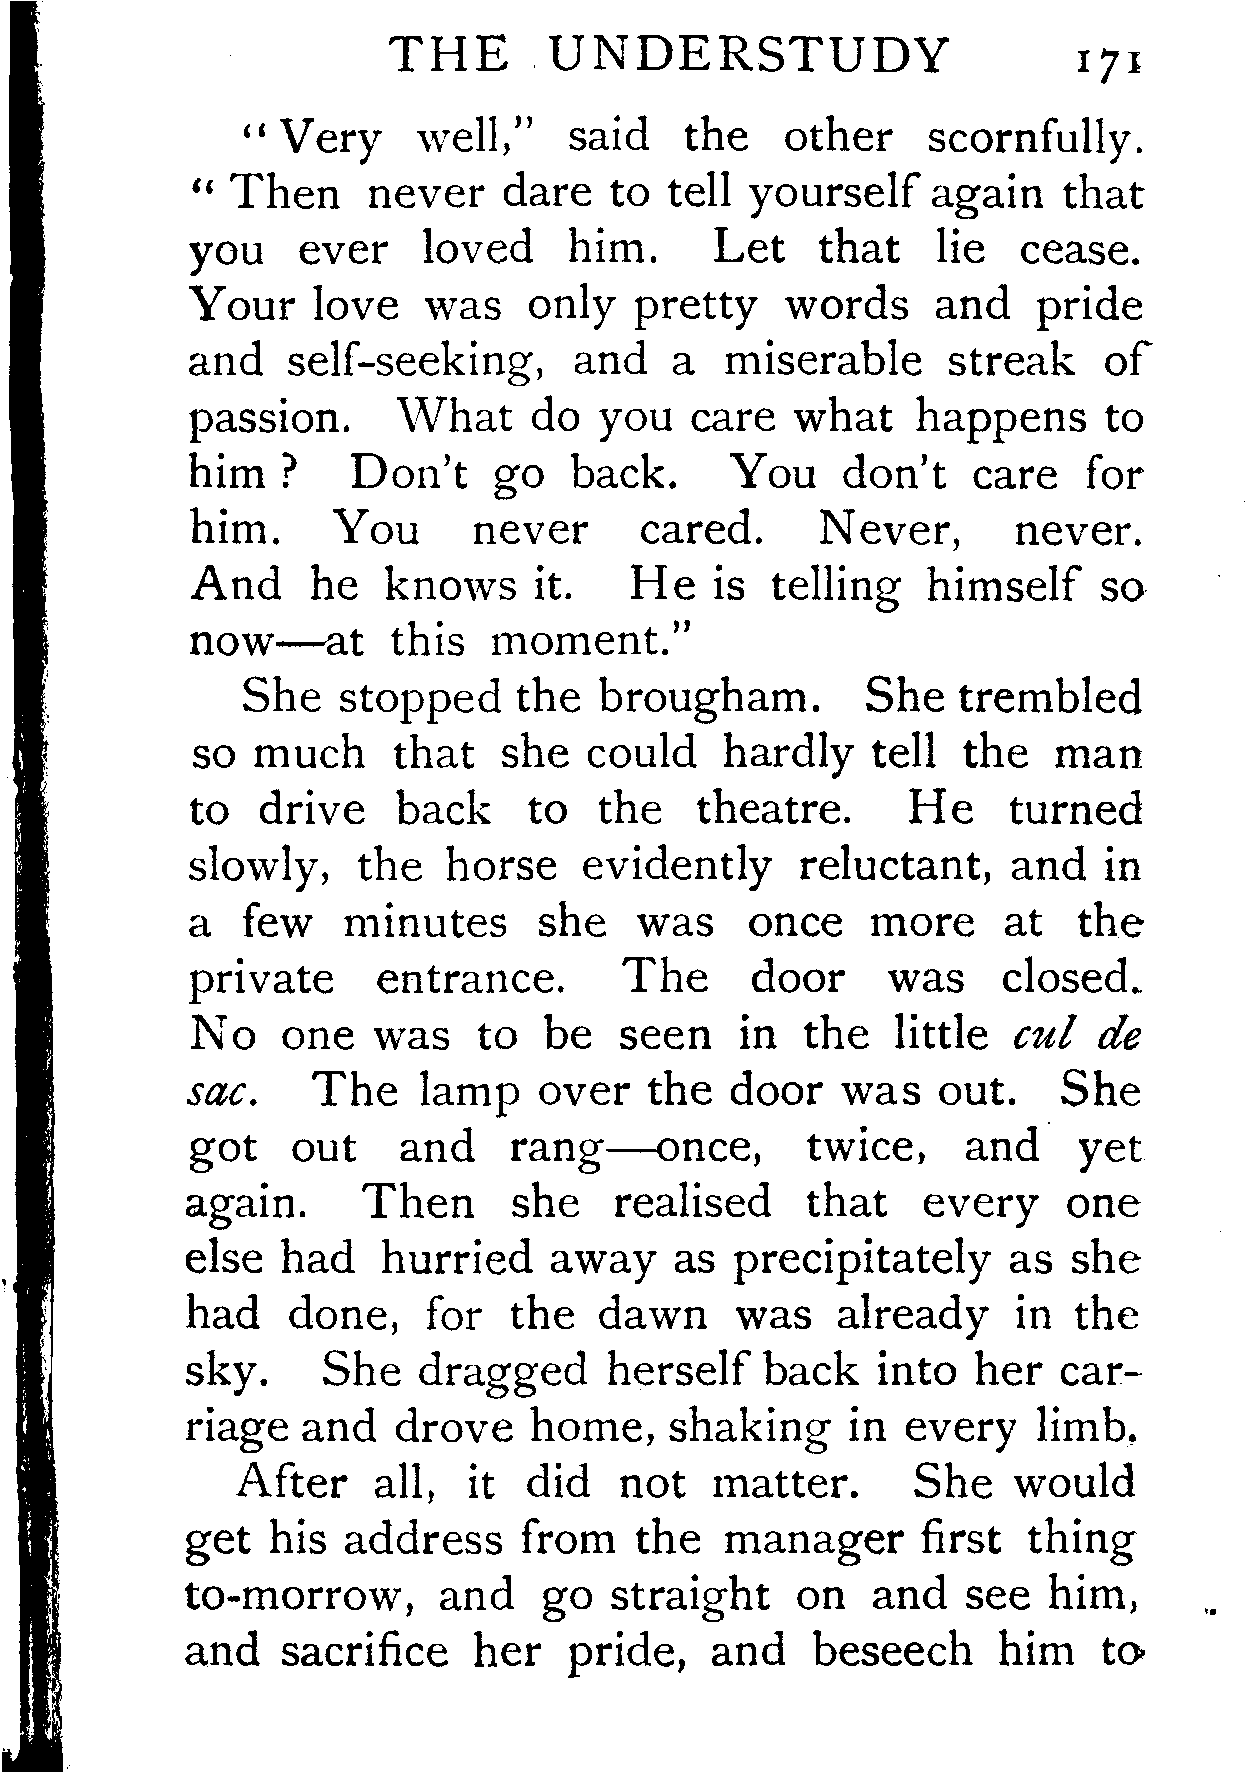 THE UNDERSTUDY 171
"Very well," said the other scornfully.
"Then never dare to tell yourself again that
you ever loved him. Let that lie cease.
Your love was only pretty words and pride
and self-seeking, and a miserable streak of
passion. What do you care what happens to
him? Don't go back. You don't care for
him. You never cared. Never, never.
And he knows it. He is telling himself so
now—at this moment."
She stopped the brougham. She trembled
so much that she could hardly tell the man
to drive back to the theatre. He turned
slowly, the horse evidently reluctant, and in
a few minutes she was once more at the
private entrance. The door was closed.
No one was to be seen in the little cul de
sac. The lamp over the door was out. She
got out and rang—once, twice, and yet
again. Then she realised that every one
else had hurried away as precipitately as she
had done, for the dawn was already in the
sky. She dragged herself back into her car-
riage and drove home, shaking in every limb.
After all, it did not matter. She would
get his address from the manager first thing
to-morrow, and go straight on and see him,
and sacrifice her pride, and beseech him to